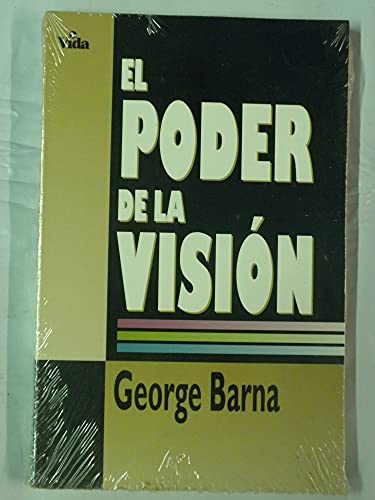 Vida
EL
PODER
DE LA
VISIÓN
George Barna